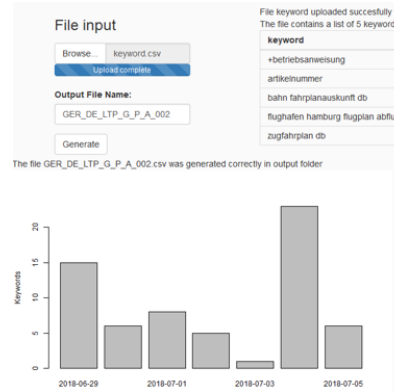 File input
Browse... keyword.csv
Upload complete
Output File Name:
GER_DE_LTP_G_P_A_002
Generate
File keyword uploaded succesfully
The file contains a list of 5 keyword
keyword
+betriebsanweisung
artikelnummer
bahn fahrplanauskunft db
flughafen hamburg flugplan abflu
zugfahrplan db
The file GER_DE_LTP_G_P_A_002.csv was generated correctly in output folder
Keywords
20
15
10
5
0
2018-06-29 2018-07-01 2018-07-03 2018-07-05